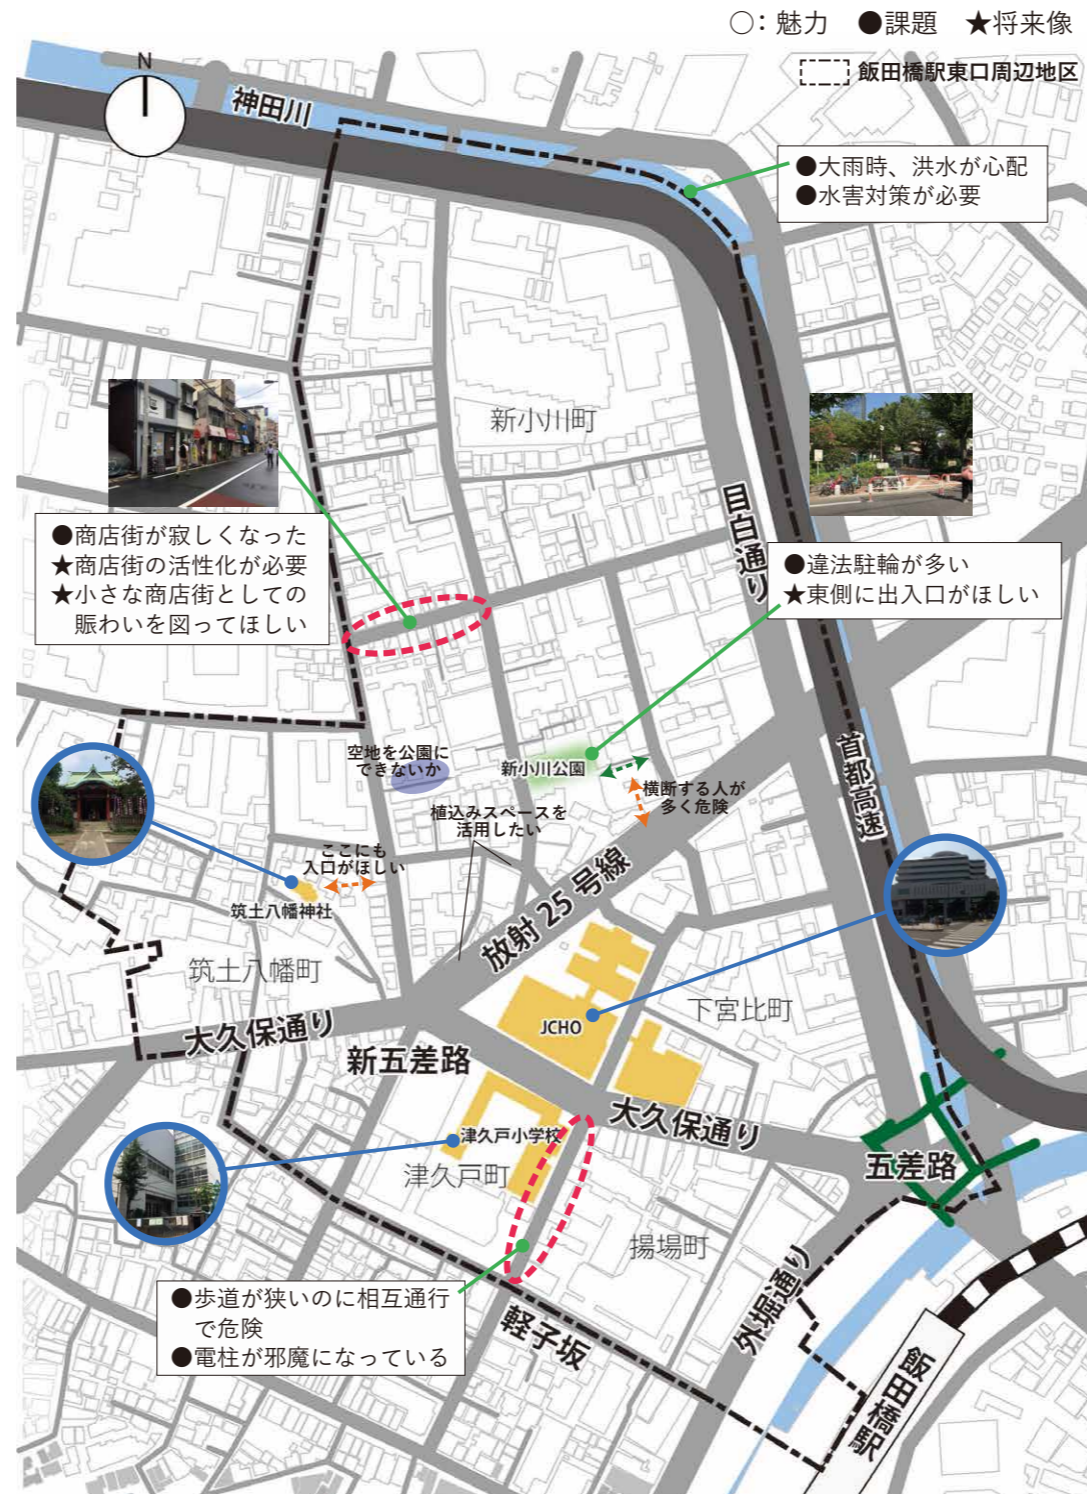 ○：魅力　●課題　★将来像
飯田橋駅東口周辺地区
N
神田川
●大雨時、洪水が心配
●水害対策が必要
新小川町
目白通り
●商店街が寂しくなった
★商店街の活性化が必要
★小さな商店街としての
賑わいを図ってほしい
●違法駐輪が多い
★東側に出入口がほしい
首都高速
空地を公園に
できないか
新小川公園
横断する人が
多く危険
植込みスペースを
活用したい
ここにも
入口がほしい
筑土八幡神社
放射25号線
筑土八幡町
JCHO
下宮比町
大久保通り
新五差路
大久保通り
津久戸小学校
津久戸町
五差路
揚場町
外堀通り
●歩道が狭いのに相互通行
で危険
●電柱が邪魔になっている
軽子坂
飯田橋駅